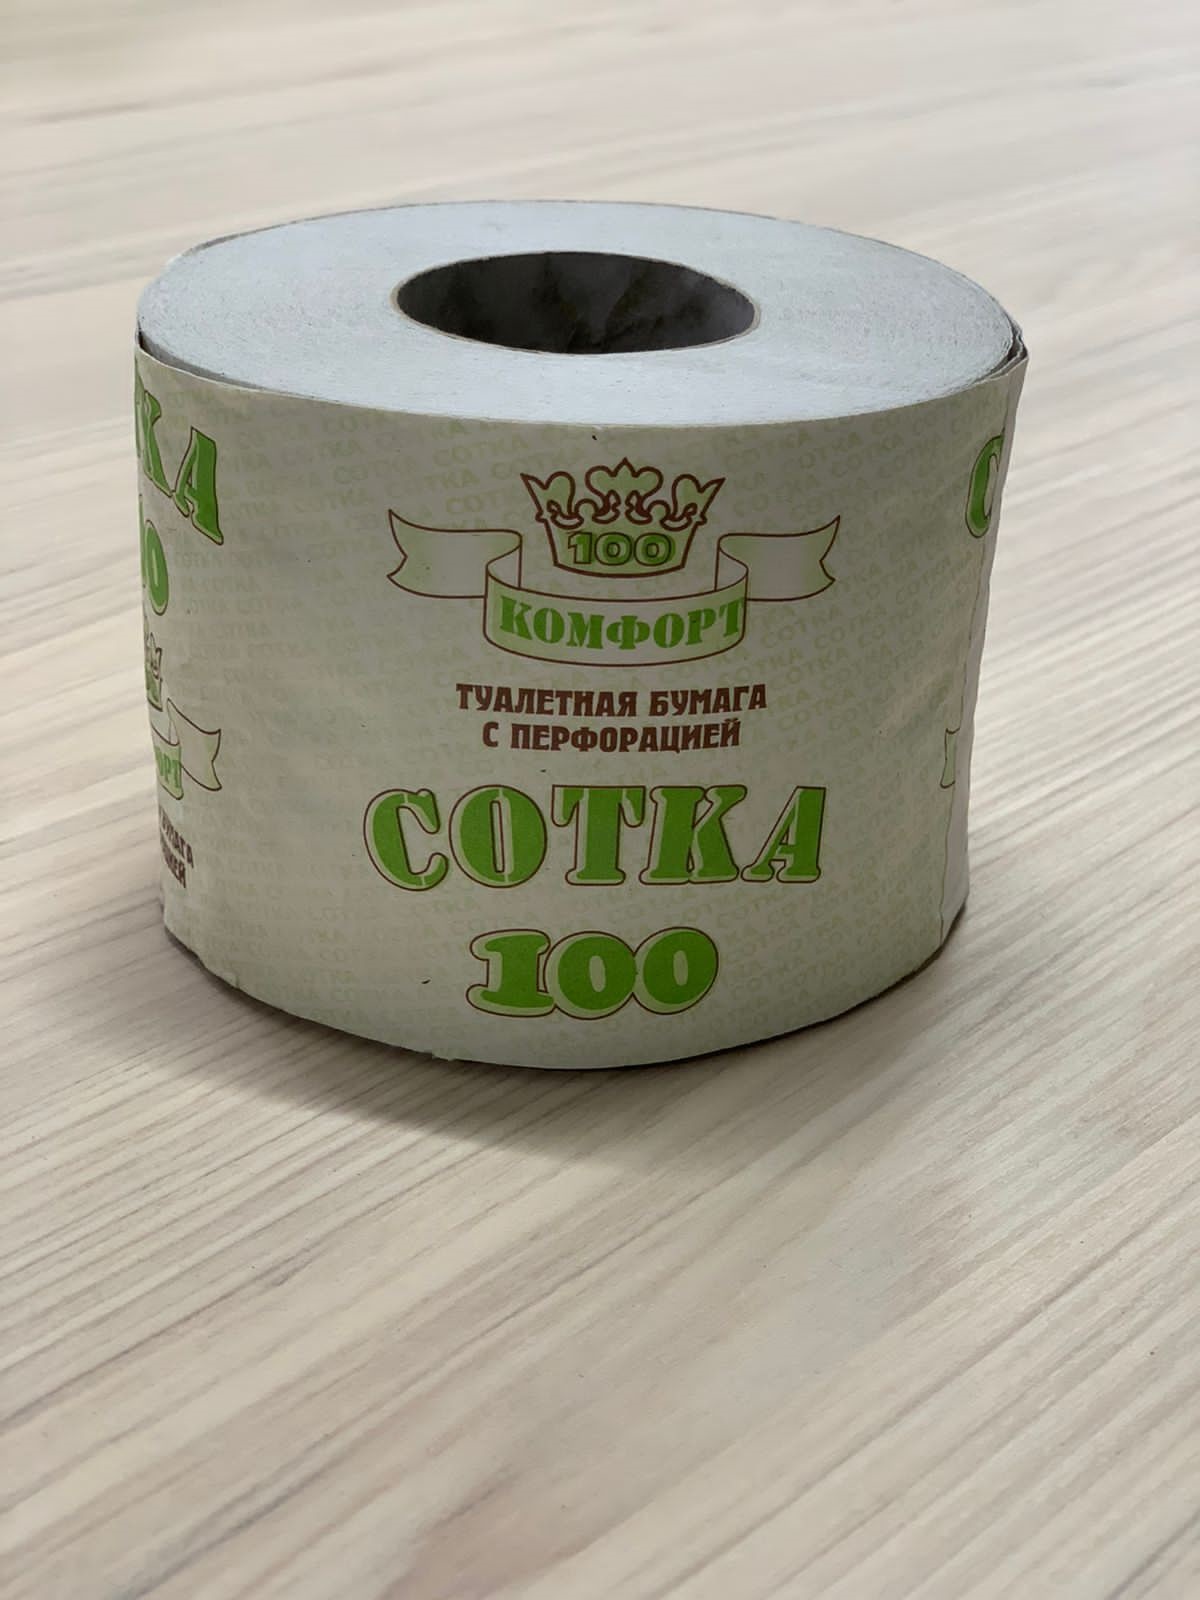 100
КОМФОРТ
ТУАЛЕТНАЯ БУМАГА
С ПЕРФОРАЦИЕЙ
СОТКА
100